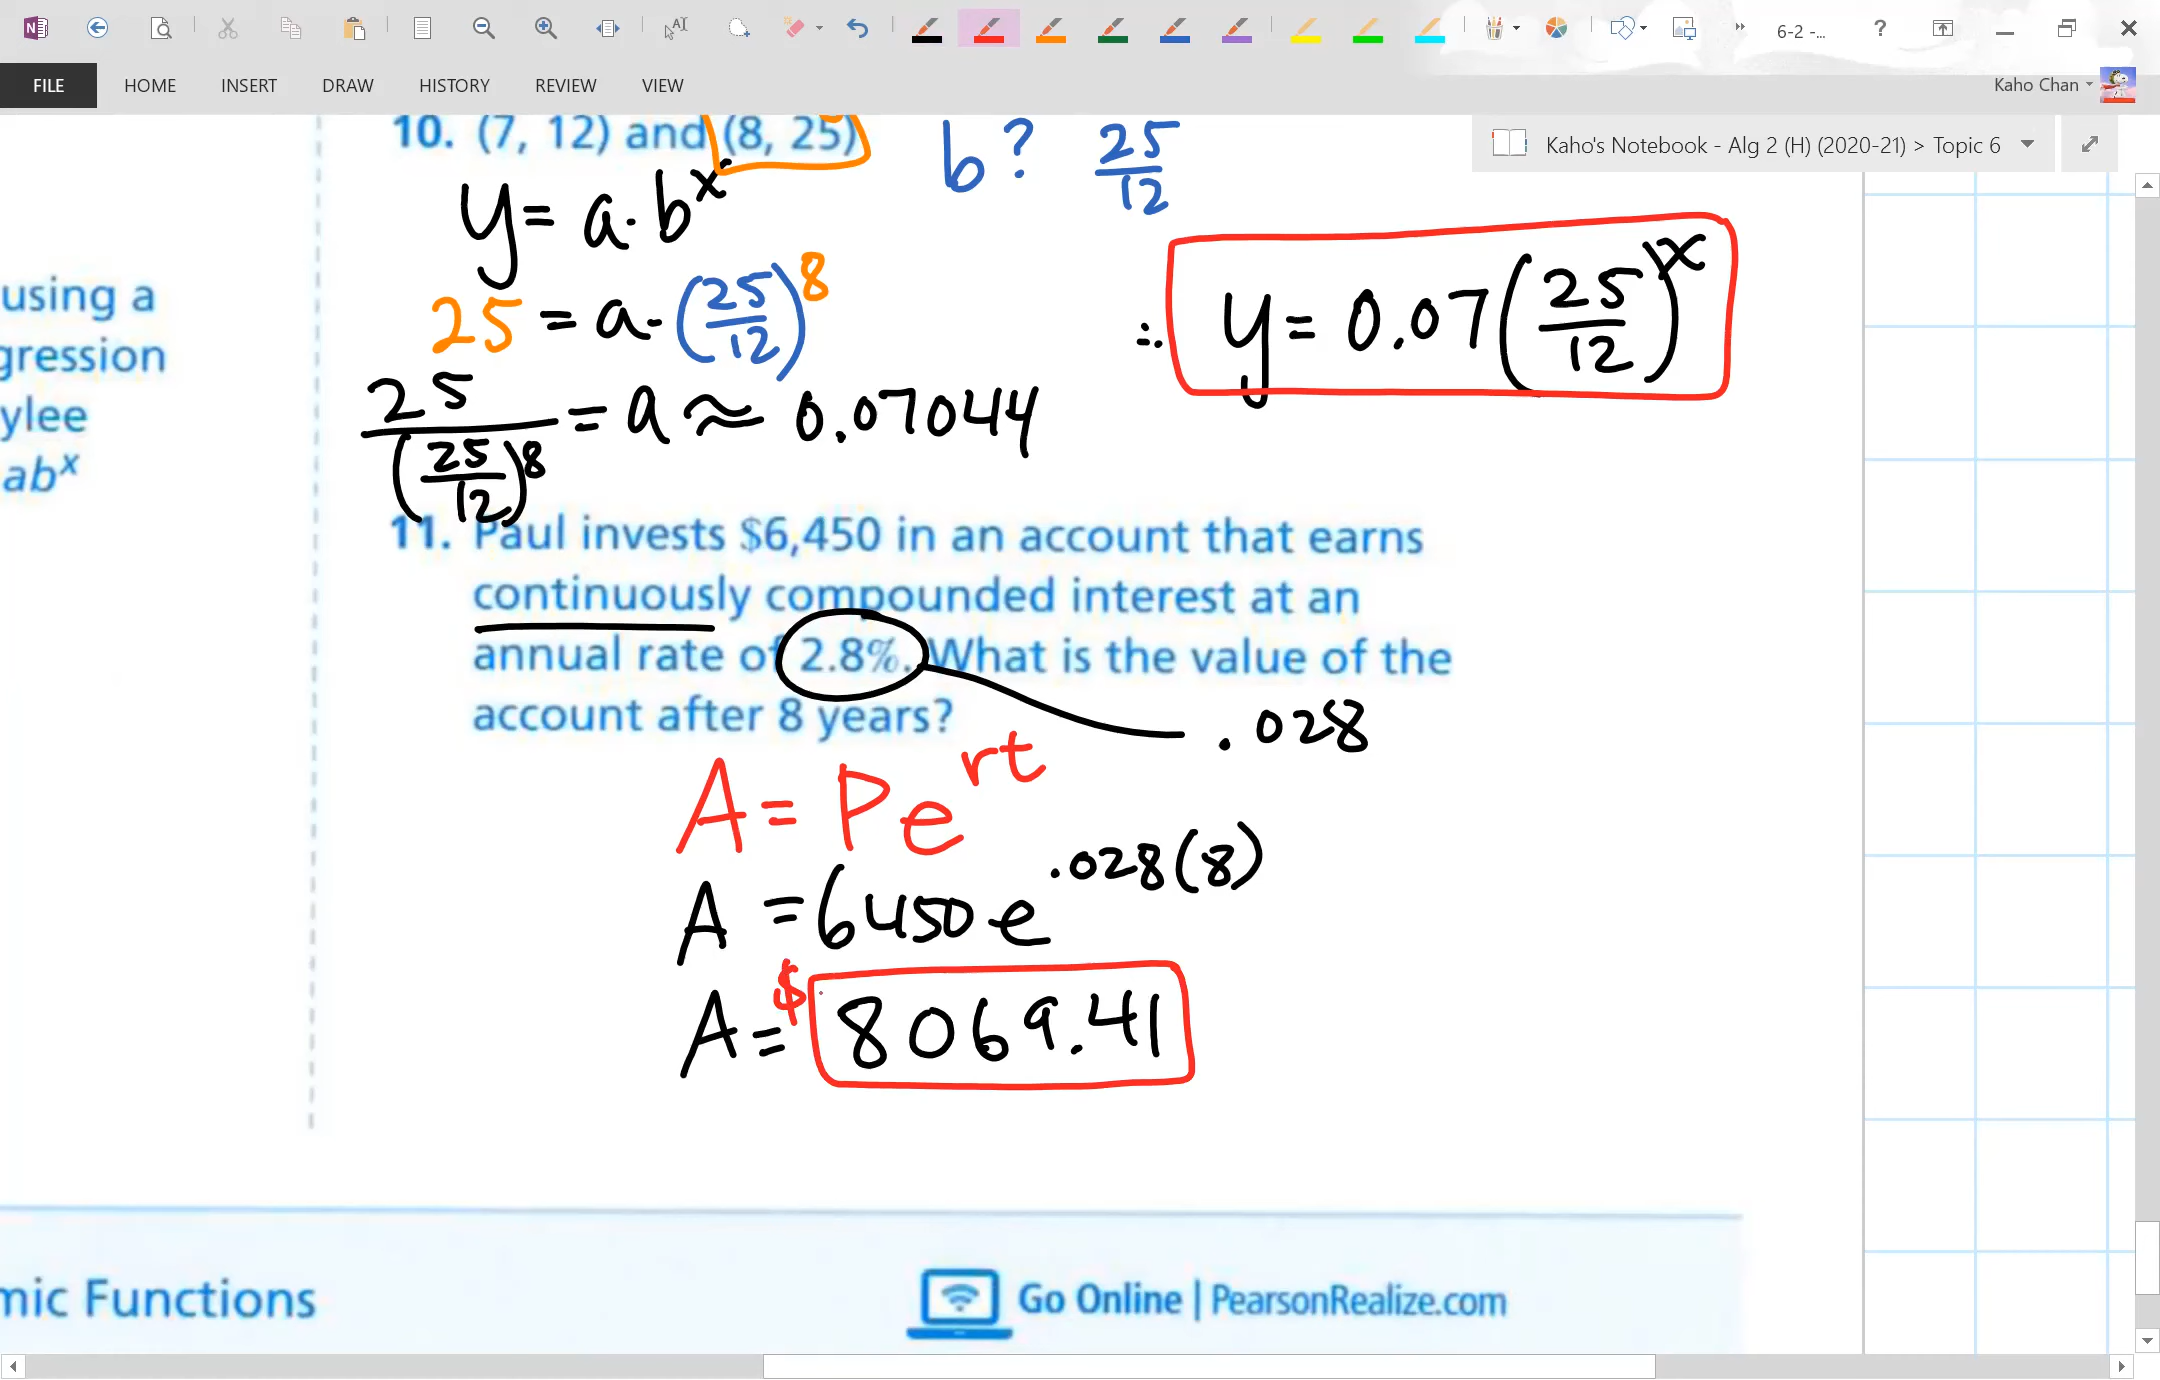 6-2 -...
?
FILE HOME INSERT DRAW HISTORY REVIEW VIEW
Kaho Chan
Kaho's Notebook - Alg 2 (H) (2020-21) > Topic 6
using a
gression
ylee
abˣ
10. (7, 12) and (8, 25)
b? 25/12
y = a · bˣ
25 = a · (25/12)⁸
25/(25/12)⁸ = a ≈ 0.07044
∴ y = 0.07(25/12)ˣ
11. Paul invests $6,450 in an account that earns
continuously compounded interest at an
annual rate of 2.8%. What is the value of the
account after 8 years?
.028
A = Pe^rt
A = 6450e^.028(8)
A = $8069.41
mic Functions
Go Online | PearsonRealize.com